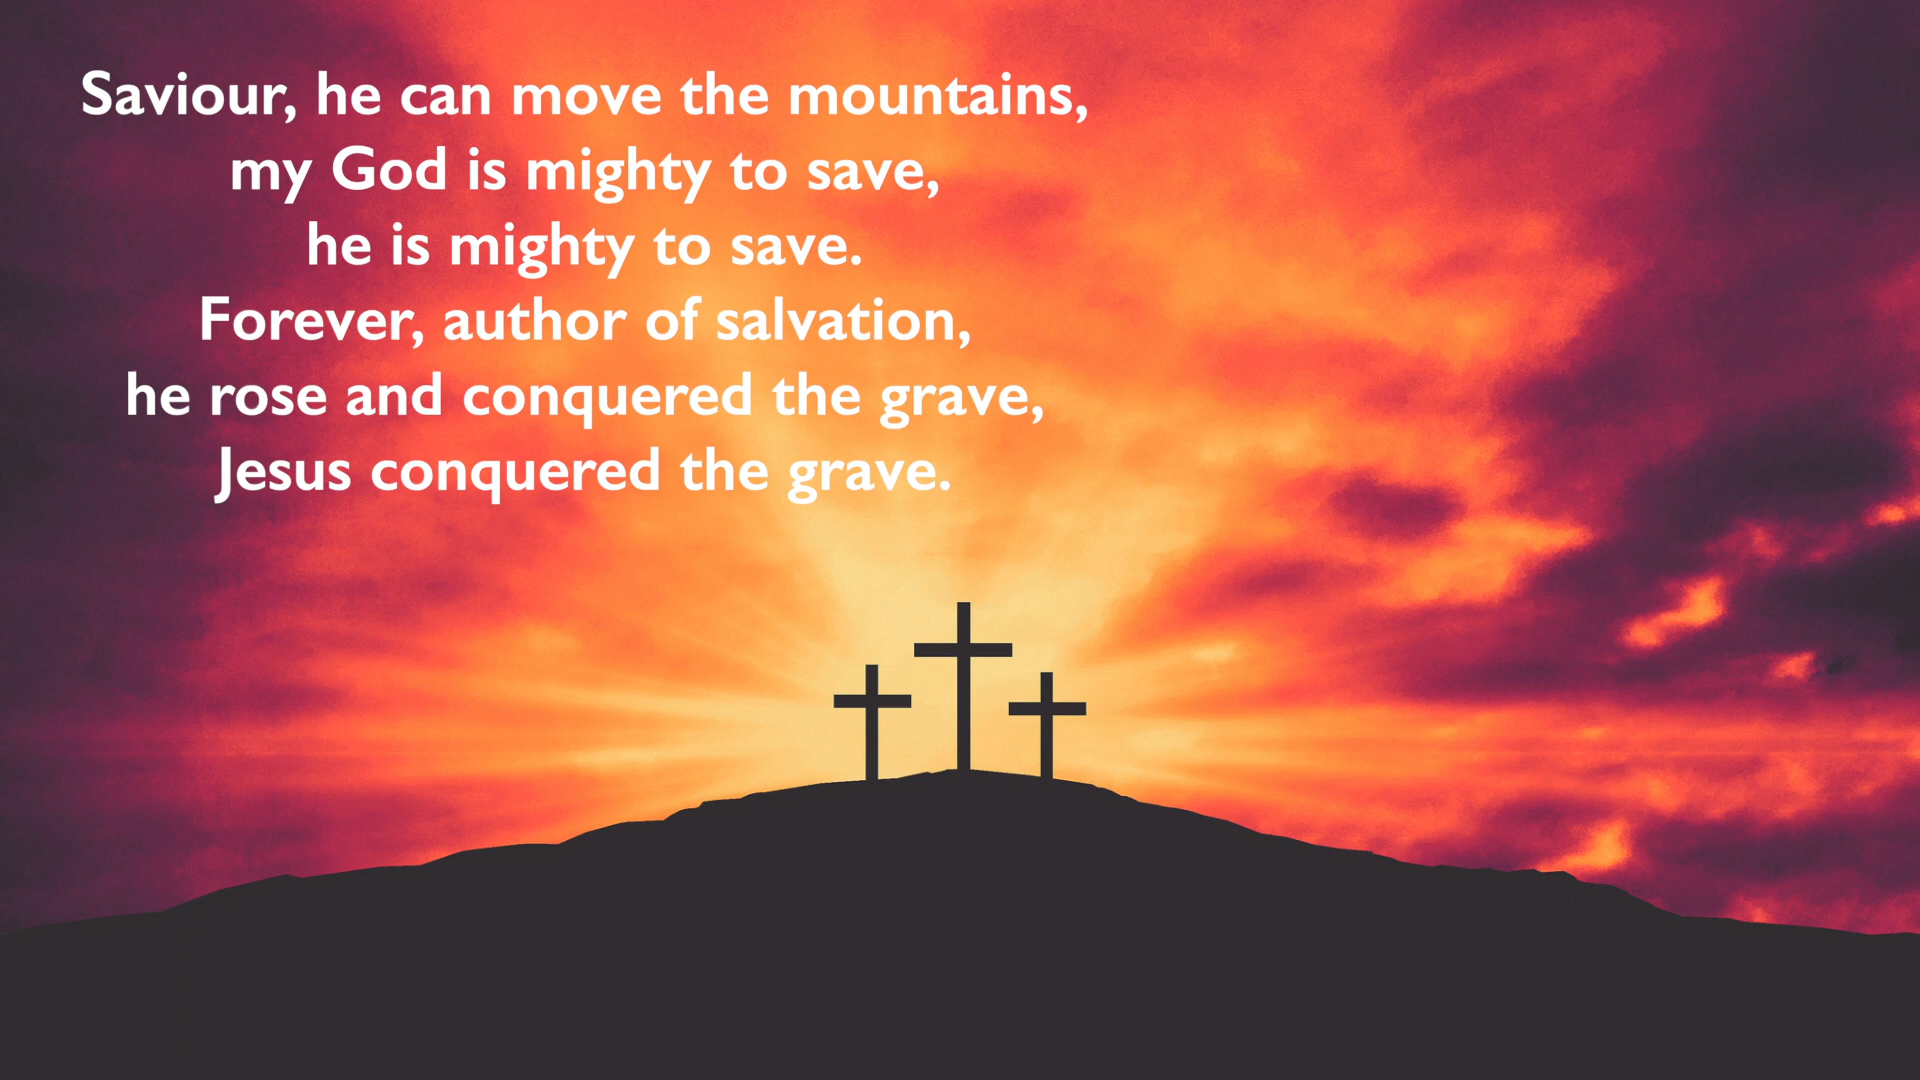 Saviour, he can move the mountains,
my God is mighty to save,
he is mighty to save.
Forever, author of salvation,
he rose and conquered the grave,
Jesus conquered the grave.